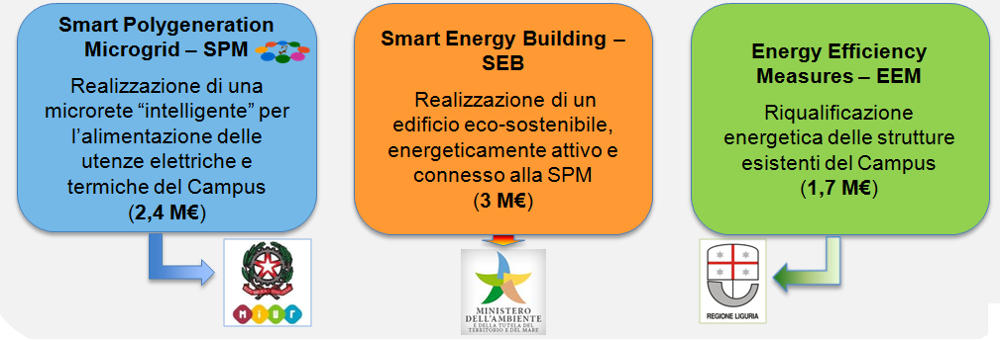 Smart Polygeneration
Microgrid – SPM
Realizzazione di una
microrete “intelligente” per
l’alimentazione delle
utenze elettriche e
termiche del Campus
(2,4 M€)
Smart Energy Building –
SEB
Realizzazione di un
edificio eco-sostenibile,
energeticamente attivo e
connesso alla SPM
(3 M€)
Energy Efficiency
Measures – EEM
Riqualificazione
energetica delle strutture
esistenti del Campus
(1,7 M€)
miur
MINISTERO
DELL'AMBIENTE
E DELLA TUTELA DEL
TERRITORIO E DEL MARE
REGIONE LIGURIA